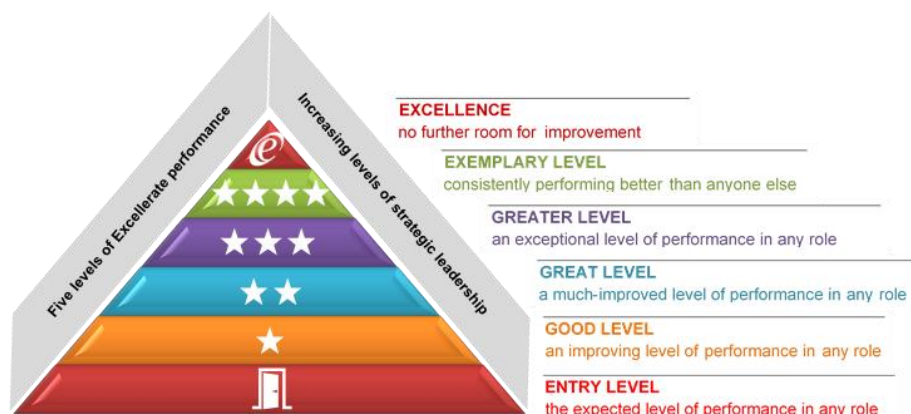 Five levels of Excellerate performance
Increasing levels of strategic leadership
EXCELLENCE
no further room for improvement
EXEMPLARY LEVEL
consistently performing better than anyone else
GREATER LEVEL
an exceptional level of performance in any role
GREAT LEVEL
a much-improved level of performance in any role
GOOD LEVEL
an improving level of performance in any role
ENTRY LEVEL
the expected level of performance in any role
e